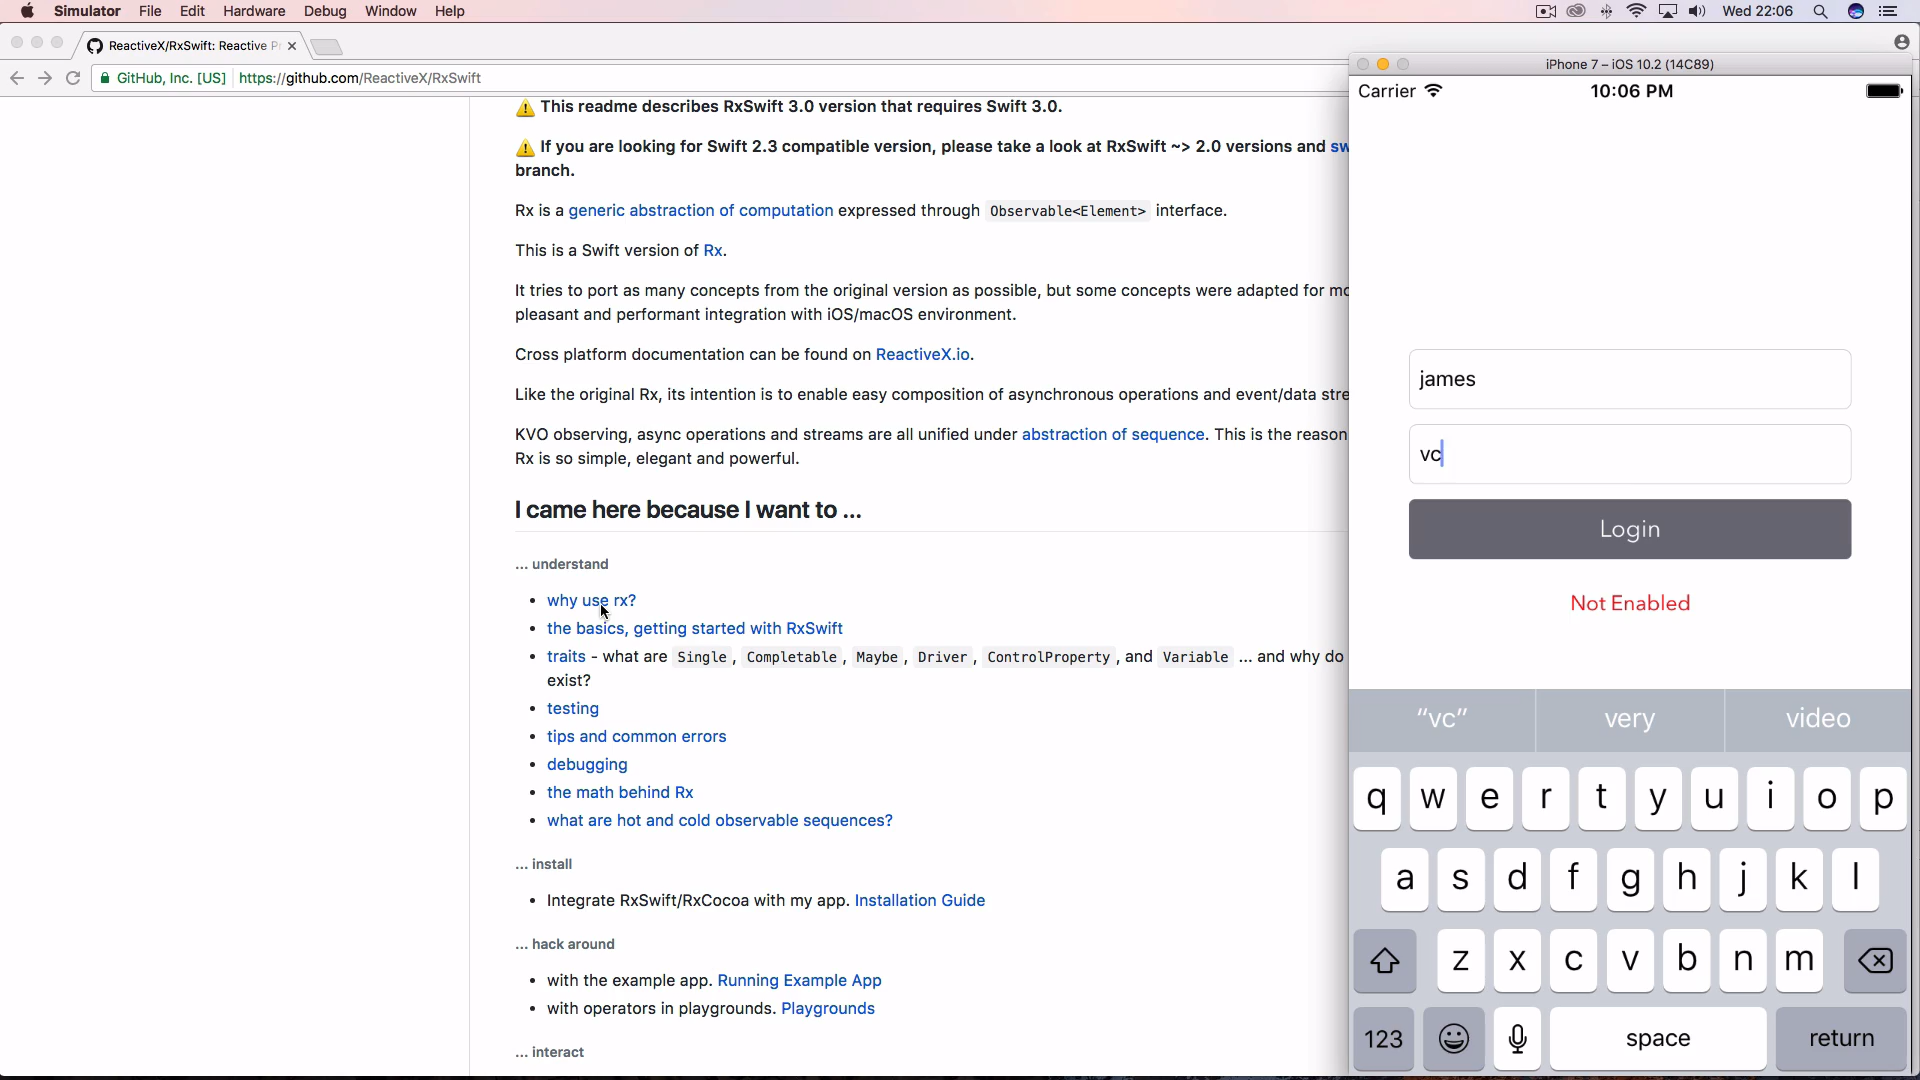 Simulator File Edit Hardware Debug Window Help Wed 22:06
ReactiveX/RxSwift: Reactive Pr
GitHub, Inc. [US] https://github.com/ReactiveX/RxSwift
This readme describes RxSwift 3.0 version that requires Swift 3.0.
If you are looking for Swift 2.3 compatible version, please take a look at RxSwift ~> 2.0 versions and sw
branch.
Rx is a generic abstraction of computation expressed through Observable<Element> interface.
This is a Swift version of Rx.
It tries to port as many concepts from the original version as possible, but some concepts were adapted for mo
pleasant and performant integration with iOS/macOS environment.
Cross platform documentation can be found on ReactiveX.io.
Like the original Rx, its intention is to enable easy composition of asynchronous operations and event/data stre
KVO observing, async operations and streams are all unified under abstraction of sequence. This is the reason
Rx is so simple, elegant and powerful.
I came here because I want to ...
... understand
• why use rx?
• the basics, getting started with RxSwift
• traits - what are Single , Completable , Maybe , Driver , ControlProperty , and Variable ... and why do
exist?
• testing
• tips and common errors
• debugging
• the math behind Rx
• what are hot and cold observable sequences?
... install
• Integrate RxSwift/RxCocoa with my app. Installation Guide
... hack around
• with the example app. Running Example App
• with operators in playgrounds. Playgrounds
... interact
iPhone 7 – iOS 10.2 (14C89)
Carrier 10:06 PM
james
vc
Login
Not Enabled
“vc” very video
q w e r t y u i o p
a s d f g h j k l
z x c v b n m
123 space return